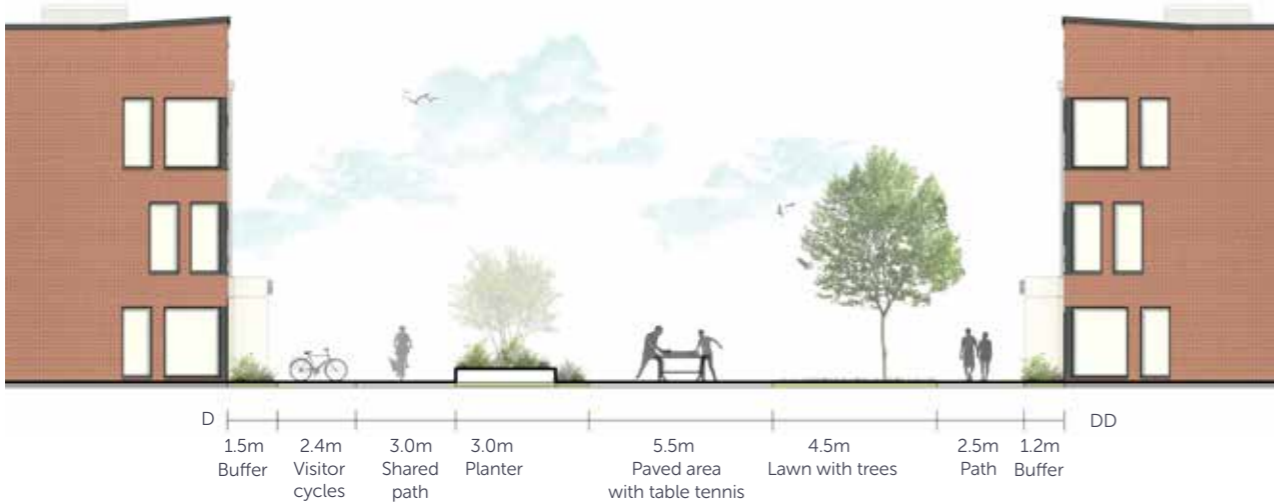 D
DD
1.5m
Buffer
2.4m
Visitor
cycles
3.0m
Shared
path
3.0m
Planter
5.5m
Paved area
with table tennis
4.5m
Lawn with trees
2.5m
Path
1.2m
Buffer